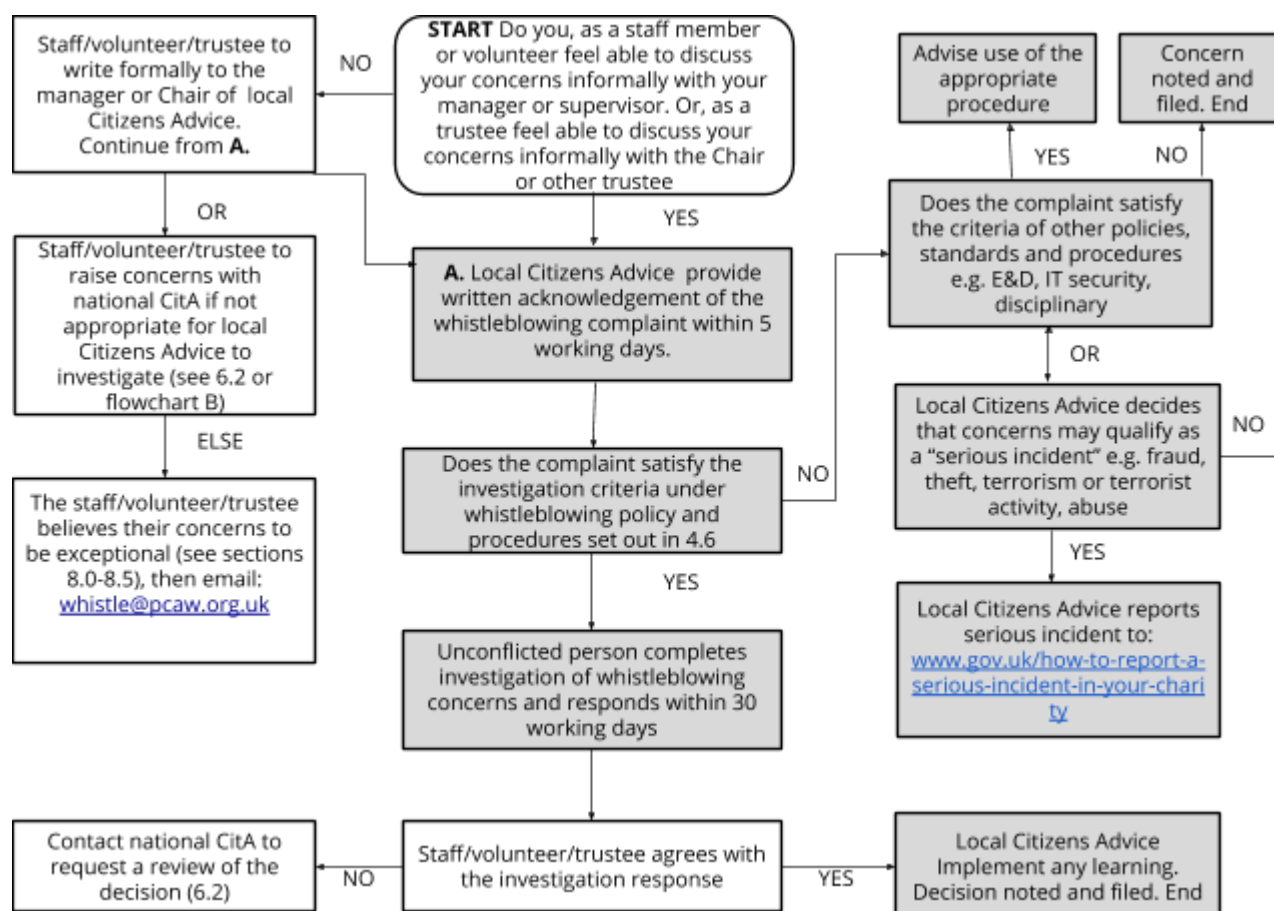 Staff/volunteer/trustee to
write formally to the
manager or Chair of local
Citizens Advice.
Continue from A.
NO
START Do you, as a staff member
or volunteer feel able to discuss
your concerns informally with your
manager or supervisor. Or, as a
trustee feel able to discuss your
concerns informally with the Chair
or other trustee
Advise use of the
appropriate
procedure
Concern
noted and
filed. End
YES
NO
OR
YES
Does the complaint satisfy
the criteria of other policies,
standards and procedures
e.g. E&D, IT security,
disciplinary
Staff/volunteer/trustee to
raise concerns with
national CitA if not
appropriate for local
Citizens Advice to
investigate (see 6.2 or
flowchart B)
A. Local Citizens Advice provide
written acknowledgement of the
whistleblowing complaint within 5
working days.
OR
Local Citizens Advice decides
that concerns may qualify as
a “serious incident” e.g. fraud,
theft, terrorism or terrorist
activity, abuse
NO
ELSE
Does the complaint satisfy the
investigation criteria under
whistleblowing policy and
procedures set out in 4.6
NO
The staff/volunteer/trustee
believes their concerns to
be exceptional (see sections
8.0-8.5), then email:
whistle@pcaw.org.uk
YES
YES
Local Citizens Advice reports
serious incident to:
www.gov.uk/how-to-report-a-
serious-incident-in-your-chari
ty
Unconflicted person completes
investigation of whistleblowing
concerns and responds within 30
working days
Contact national CitA to
request a review of the
decision (6.2)
NO
Staff/volunteer/trustee agrees with
the investigation response
YES
Local Citizens Advice
Implement any learning.
Decision noted and filed. End